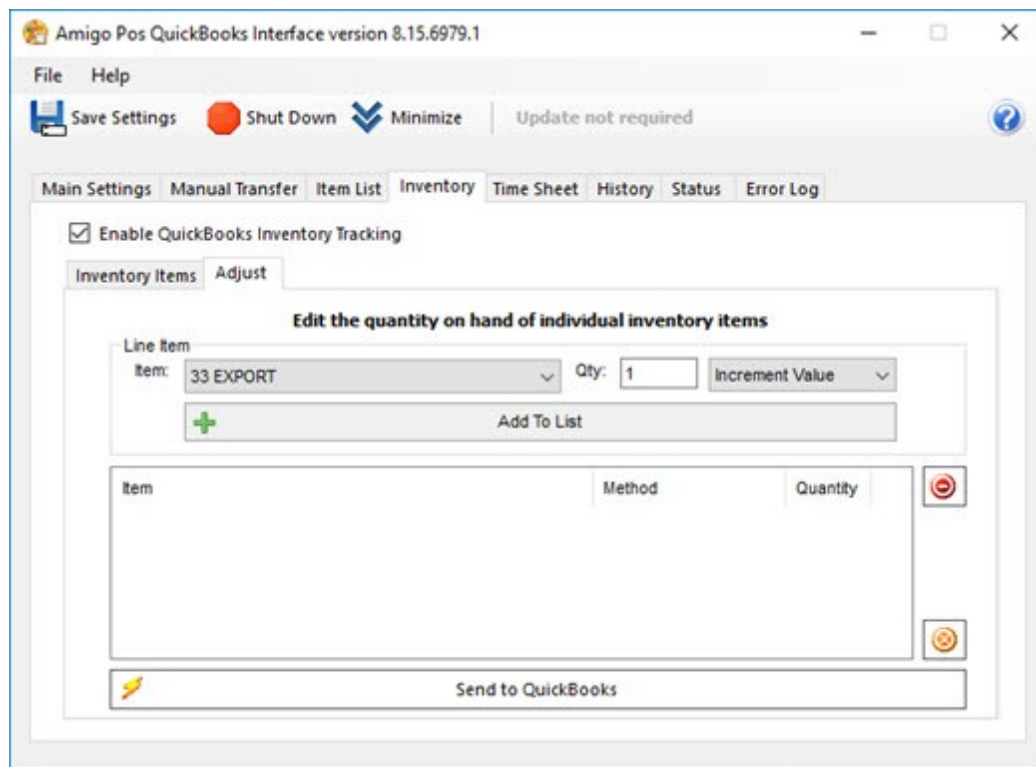 Amigo Pos QuickBooks Interface version 8.15.6979.1
File Help
Save Settings Shut Down Minimize Update not required
Main Settings Manual Transfer Item List Inventory Time Sheet History Status Error Log
Enable QuickBooks Inventory Tracking
Inventory Items Adjust
Edit the quantity on hand of individual inventory items
Line Item
Item: 33 EXPORT Qty: 1 Increment Value
Add To List
Item Method Quantity
Send to QuickBooks